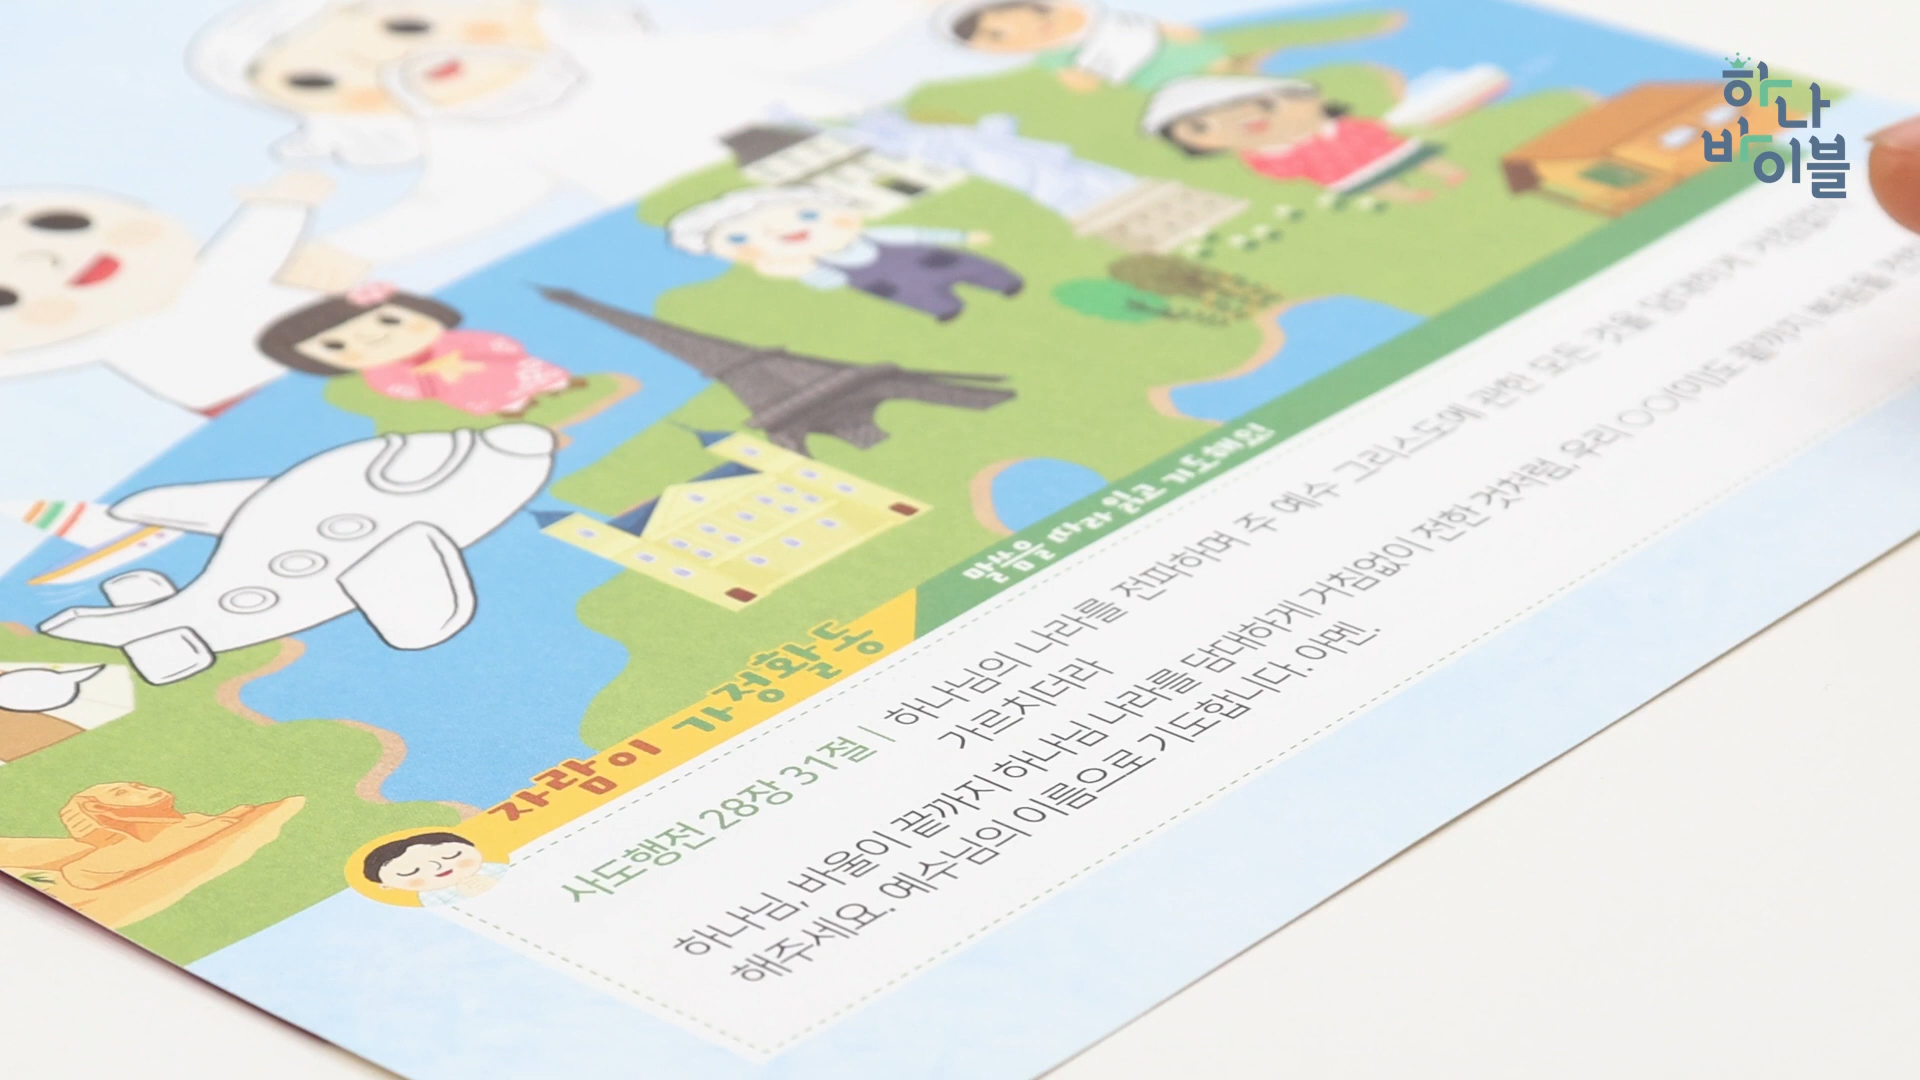 하나
바이블
자람이 가정활동
말씀을 따라 읽고 기도해요!
사도행전 28장 31절 | 하나님의 나라를 전파하며 주 예수 그리스도에 관한 모든 것을 담대하게 거침없이
가르치더라
하나님, 바울이 끝까지 하나님 나라를 담대하게 거침없이 전한 것처럼, 우리 ○○(이)도 끝까지 복음을
해주세요. 예수님의 이름으로 기도합니다. 아멘.